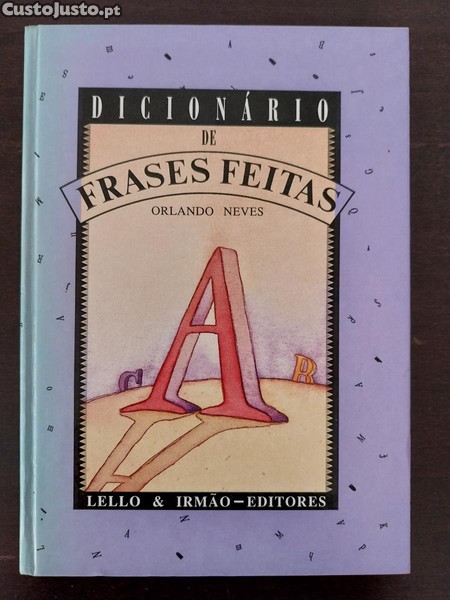 CustoJusto.pt
DICIONÁRIO
DE
FRASES FEITAS
ORLANDO NEVES
A
C
R
LELLO & IRMÃO-EDITORES